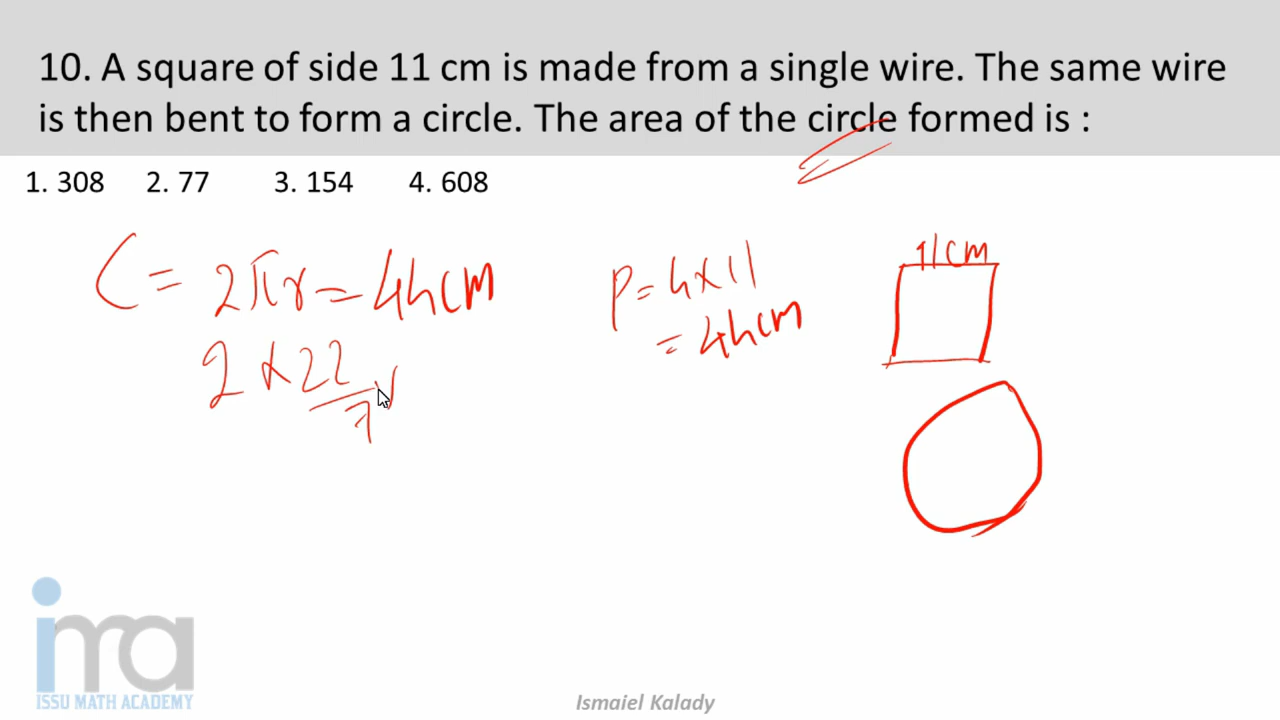 10. A square of side 11 cm is made from a single wire. The same wire
is then bent to form a circle. The area of the circle formed is :
1. 308 2. 77 3. 154 4. 608
C = 2πr = 44cm
2 × 22/7 r
P = 4×11
= 44cm
11cm
ima
ISSU MATH ACADEMY
Ismaiel Kalady